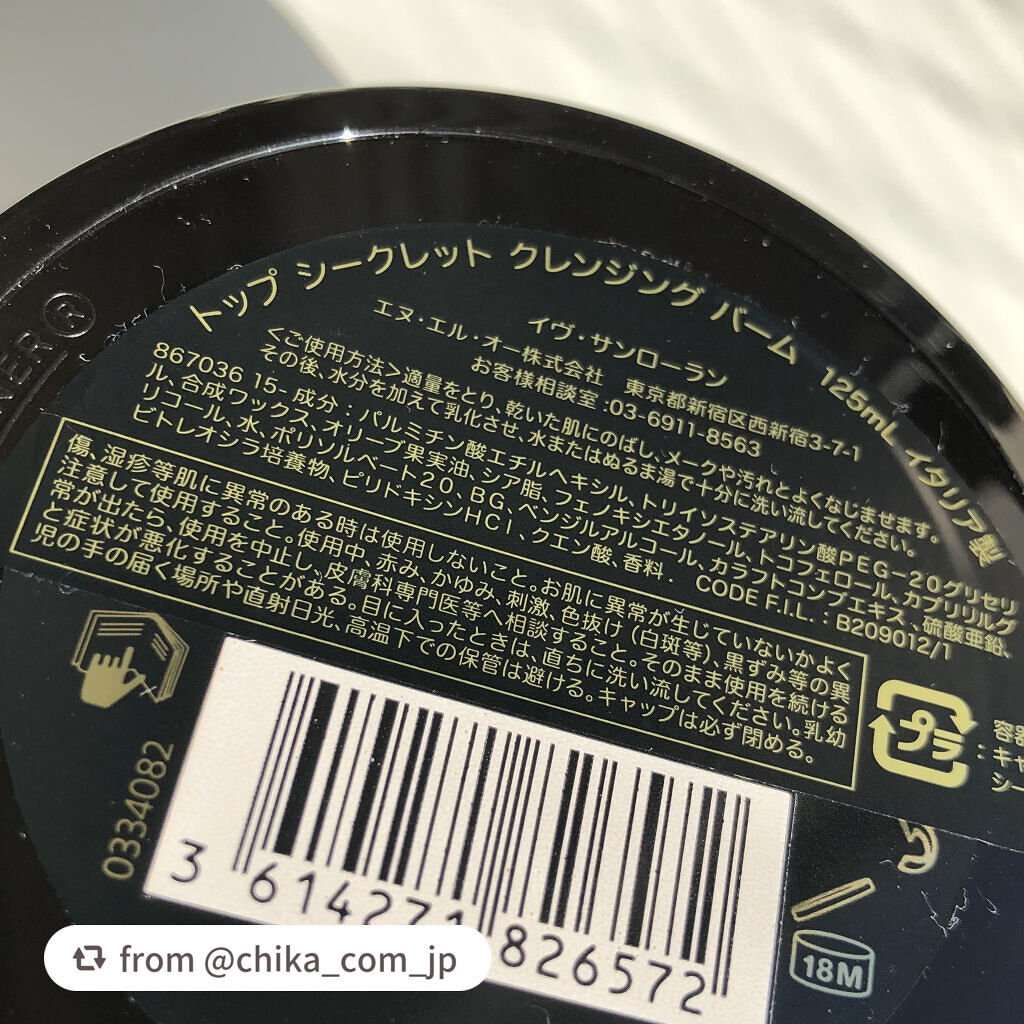 NER®
トップ シークレット クレンジング バーム 125mL イタリア製
イヴ・サンローラン
エヌ・エル・オー株式会社 東京都新宿区西新宿3-7-1
お客様相談室:03-6911-8563
<ご使用方法>適量をとり、乾いた肌にのばし、メークや汚れとよくなじませます。
その後、水分を加えて乳化させ、水またはぬるま湯で十分に洗い流してください。
867036 15- 成分:パルミチン酸エチルヘキシル、トリイソステアリン酸PEG-20グリセリ
ル、合成ワックス、オリーブ果実油、シア脂、フェノキシエタノール、トコフェロール、カプリリルグ
リコール、水、ポリソルベート20、BG、ベンジルアルコール、カラフトコンブエキス、硫酸亜鉛、
ビトレオシラ培養物、ピリドキシンHCl、クエン酸、香料. CODE F.I.L.:B209012/1
傷、湿疹等肌に異常のある時は使用しないこと。お肌に異常が生じていないかよく
注意して使用すること。使用中、赤み、かゆみ、刺激、色抜け(白斑等)、黒ずみ等の異
常が出たら、使用を中止し、皮膚科専門医等へ相談すること。そのまま使用を続ける
と症状が悪化することがある。目に入ったときは、直ちに洗い流してください。乳幼
児の手の届く場所や直射日光、高温下での保管は避ける。キャップは必ず閉める。
プラ
容器
:キャ
シー
0334082
3 614271 826572
18M
from @chika_com_jp